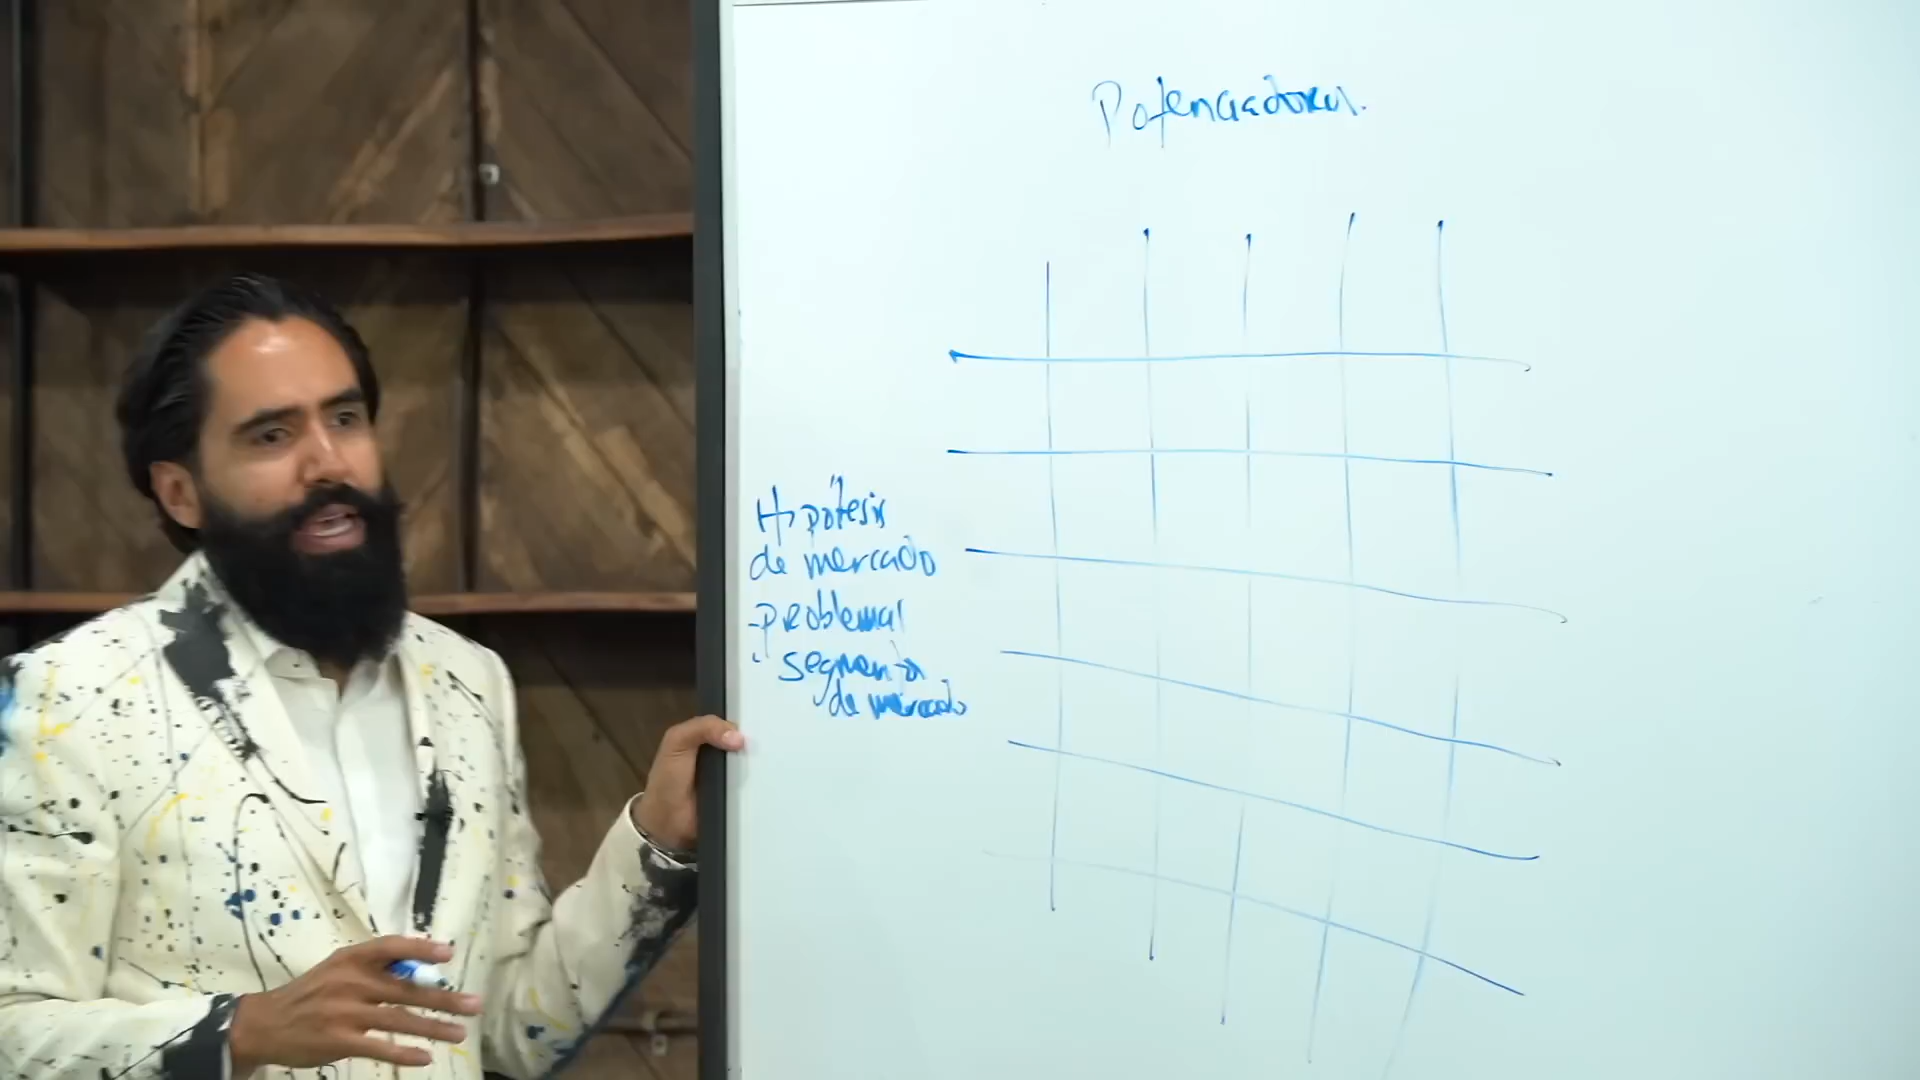 Potenciadores.
Hipótesis
de mercado
- problema
- segmento
de mercado